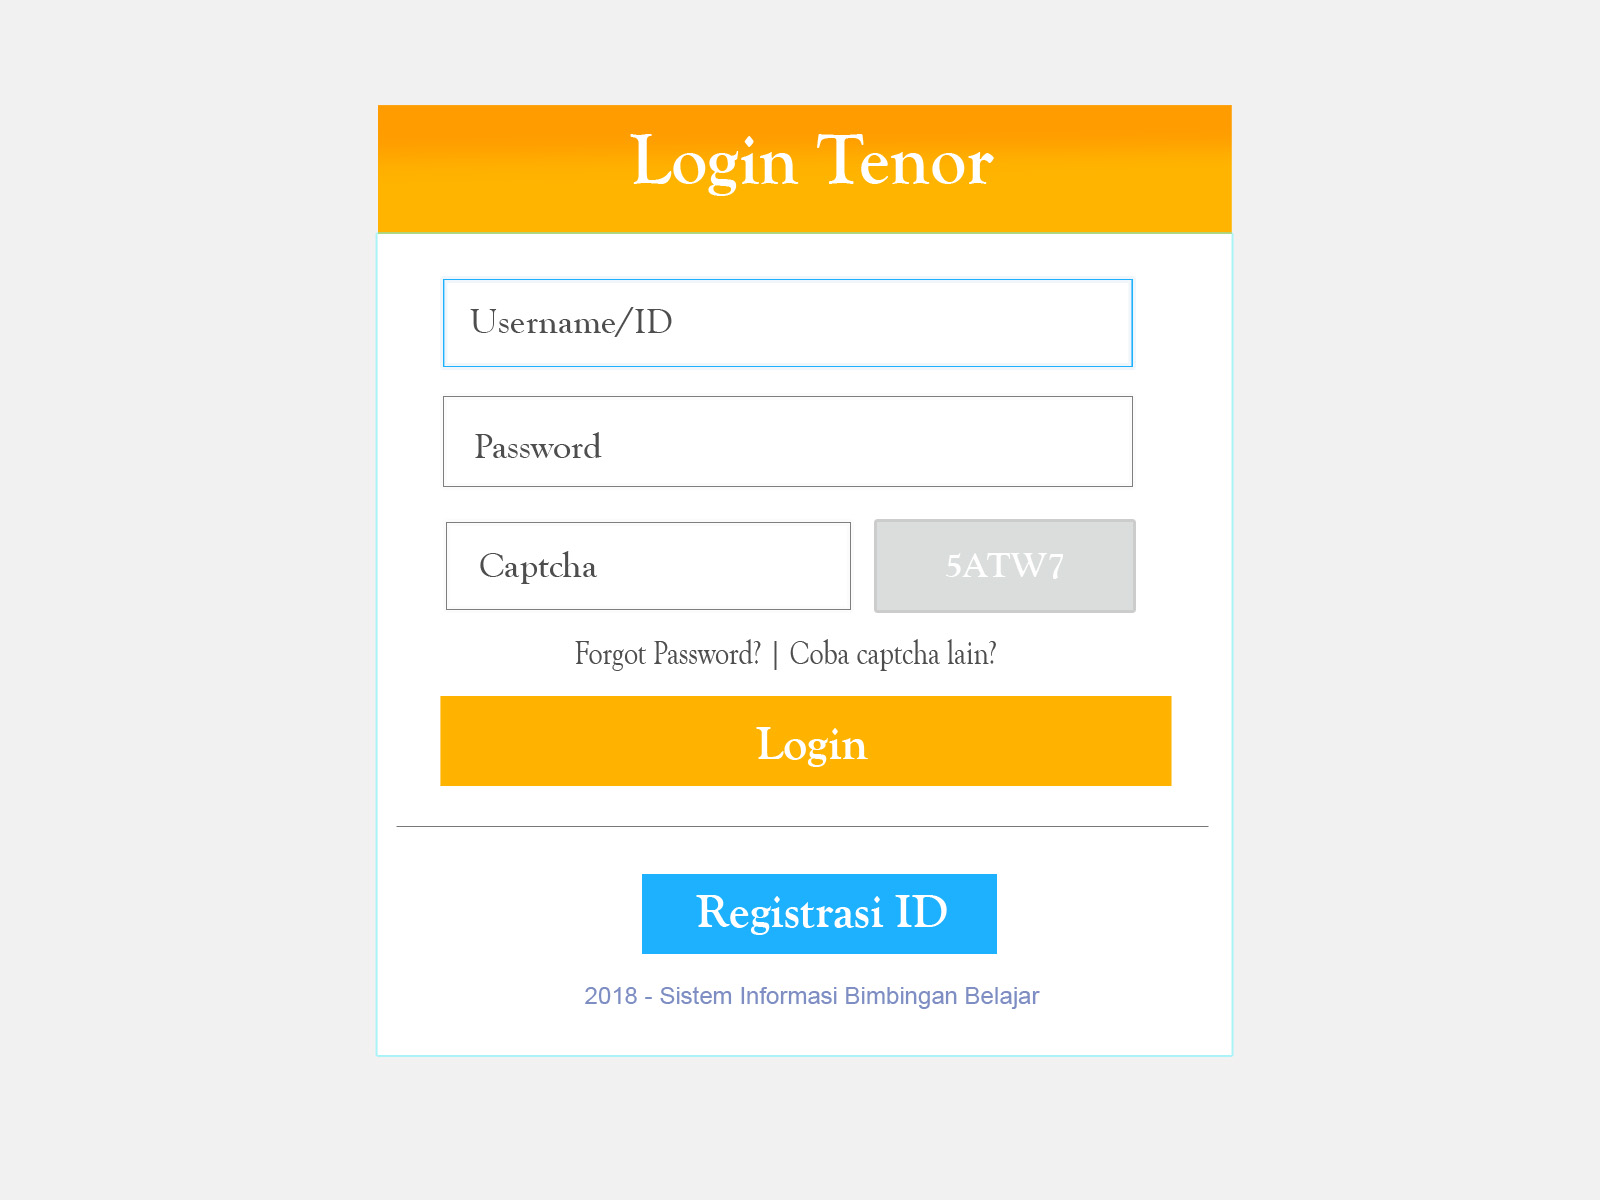 Login Tenor
Username/ID
Password
Captcha
5ATW7
Forgot Password? | Coba captcha lain?
Login
Registrasi ID
2018 - Sistem Informasi Bimbingan Belajar